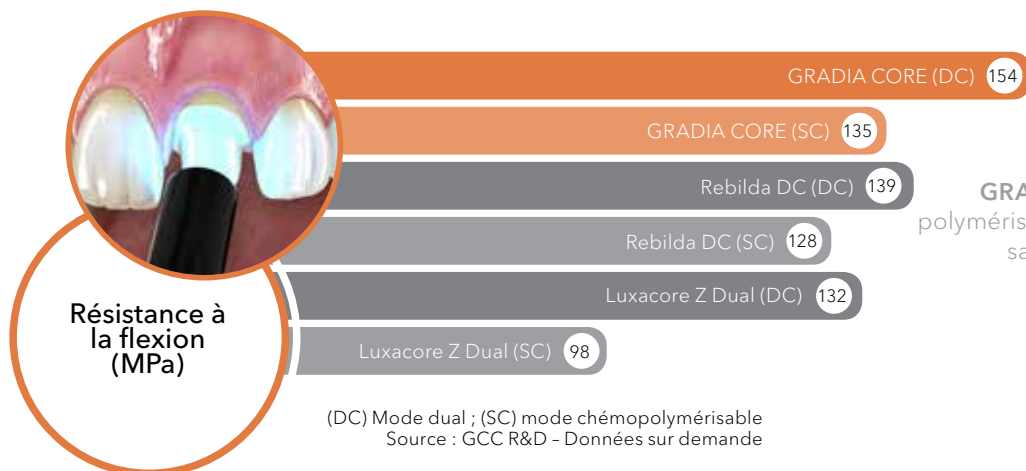 GRADIA CORE (DC) 154
GRADIA CORE (SC) 135
Rebilda DC (DC) 139
Rebilda DC (SC) 128
Luxacore Z Dual (DC) 132
Luxacore Z Dual (SC) 98
Résistance à
la flexion
(MPa)
(DC) Mode dual ; (SC) mode chémopolymérisable
Source : GCC R&D – Données sur demande